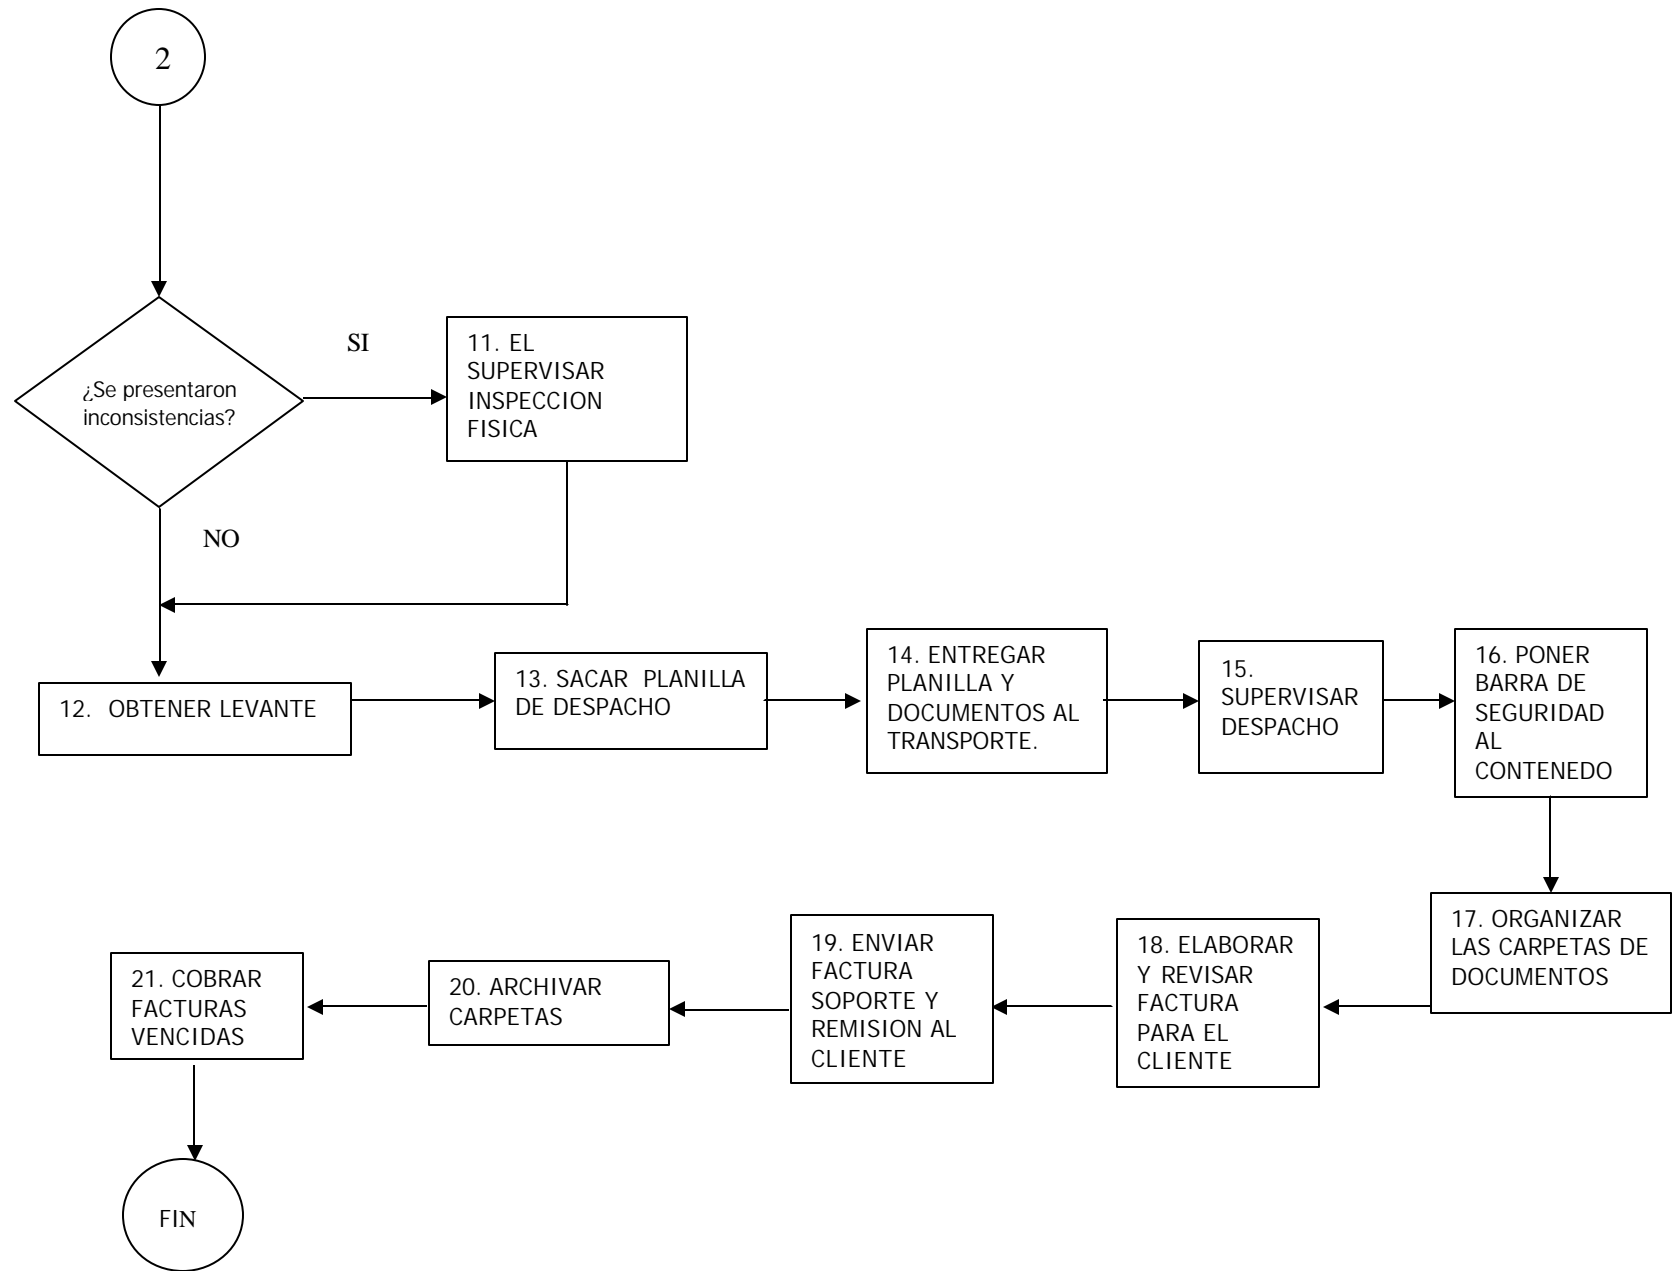 2
¿Se presentaron
inconsistencias?
SI
11. EL
SUPERVISAR
INSPECCION
FISICA
NO
12. OBTENER LEVANTE
13. SACAR PLANILLA
DE DESPACHO
14. ENTREGAR
PLANILLA Y
DOCUMENTOS AL
TRANSPORTE.
15.
SUPERVISAR
DESPACHO
16. PONER
BARRA DE
SEGURIDAD
AL
CONTENEDO
17. ORGANIZAR
LAS CARPETAS DE
DOCUMENTOS
18. ELABORAR
Y REVISAR
FACTURA
PARA EL
CLIENTE
19. ENVIAR
FACTURA
SOPORTE Y
REMISION AL
CLIENTE
20. ARCHIVAR
CARPETAS
21. COBRAR
FACTURAS
VENCIDAS
FIN